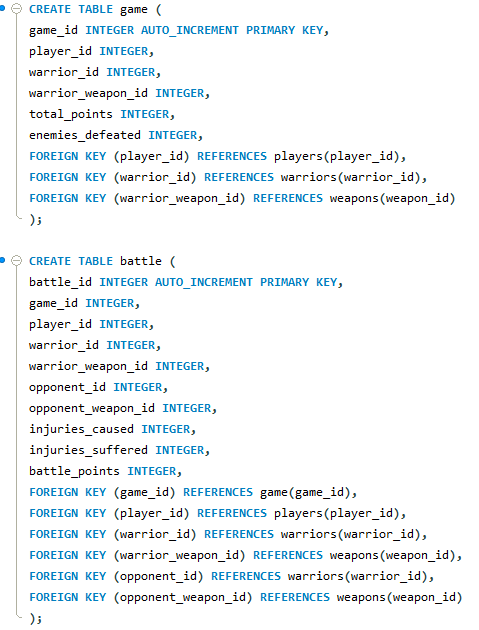 CREATE TABLE game (
game_id INTEGER AUTO_INCREMENT PRIMARY KEY,
player_id INTEGER,
warrior_id INTEGER,
warrior_weapon_id INTEGER,
total_points INTEGER,
enemies_defeated INTEGER,
FOREIGN KEY (player_id) REFERENCES players(player_id),
FOREIGN KEY (warrior_id) REFERENCES warriors(warrior_id),
FOREIGN KEY (warrior_weapon_id) REFERENCES weapons(weapon_id)
);
CREATE TABLE battle (
battle_id INTEGER AUTO_INCREMENT PRIMARY KEY,
game_id INTEGER,
player_id INTEGER,
warrior_id INTEGER,
warrior_weapon_id INTEGER,
opponent_id INTEGER,
opponent_weapon_id INTEGER,
injuries_caused INTEGER,
injuries_suffered INTEGER,
battle_points INTEGER,
FOREIGN KEY (game_id) REFERENCES game(game_id),
FOREIGN KEY (player_id) REFERENCES players(player_id),
FOREIGN KEY (warrior_id) REFERENCES warriors(warrior_id),
FOREIGN KEY (warrior_weapon_id) REFERENCES weapons(weapon_id),
FOREIGN KEY (opponent_id) REFERENCES warriors(warrior_id),
FOREIGN KEY (opponent_weapon_id) REFERENCES weapons(weapon_id)
);